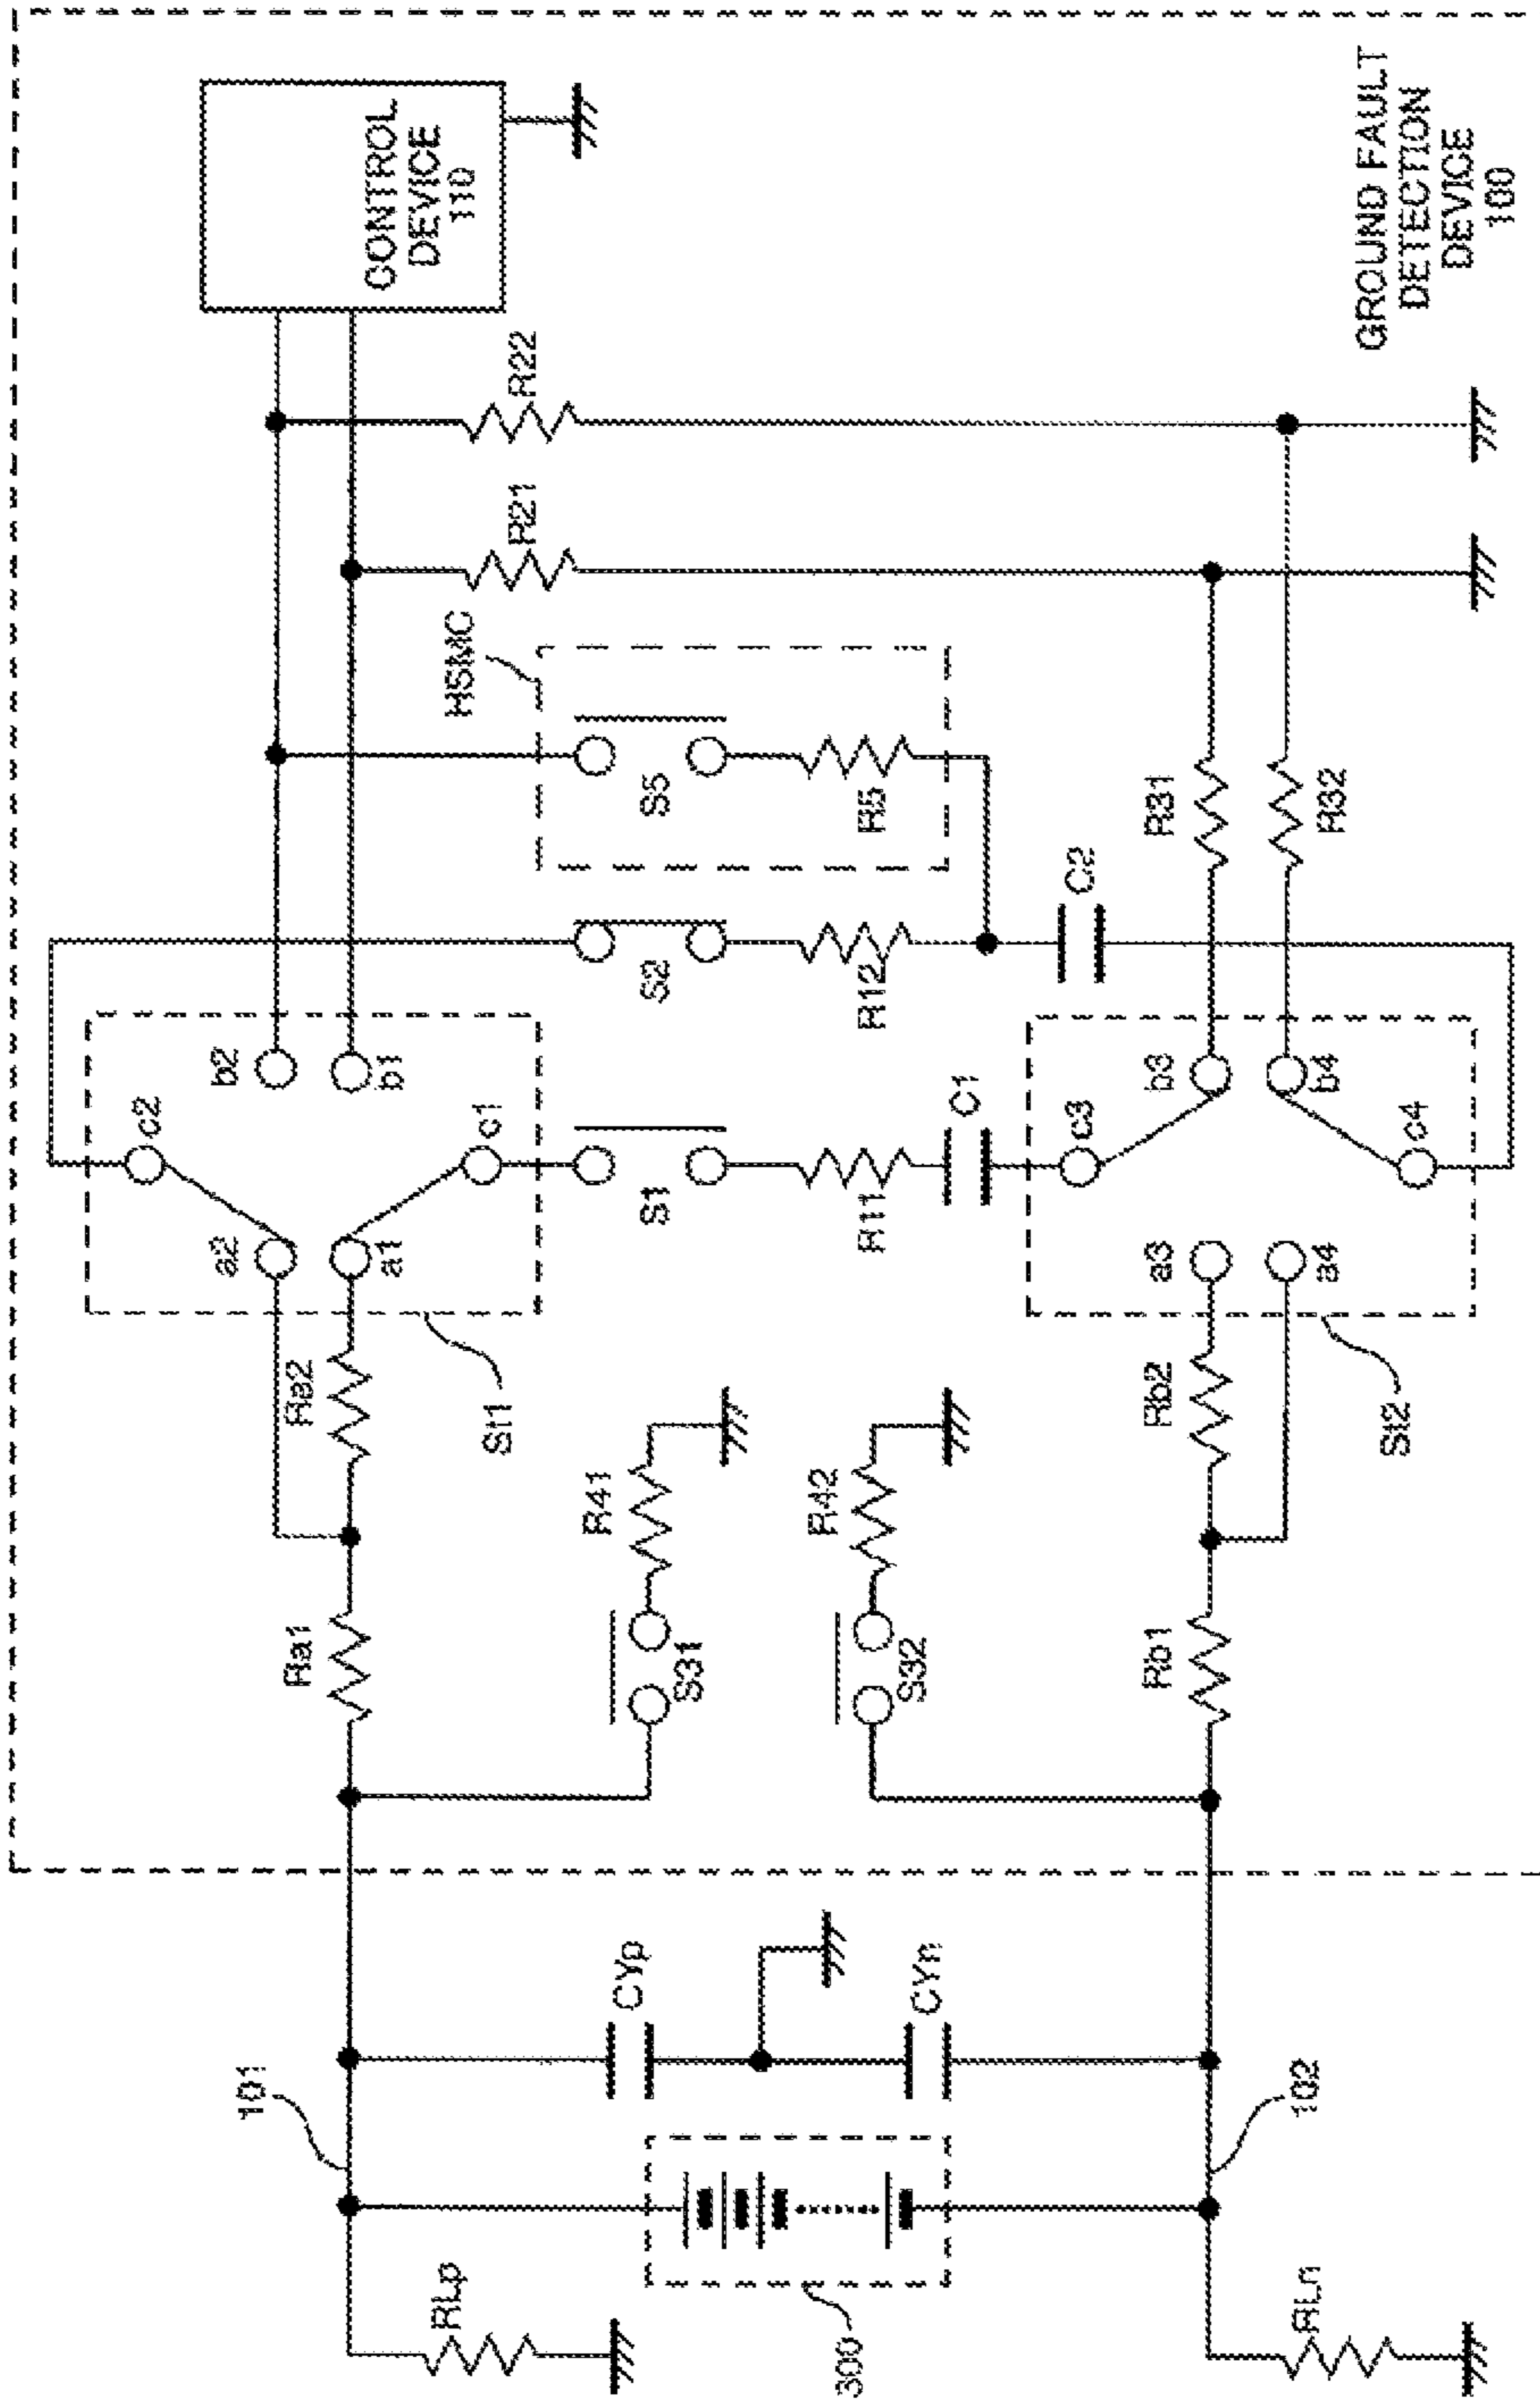 CONTROL
DEVICE
110
GROUND FAULT
DETECTION
DEVICE
100
R22
R21
HSMC
S5
R5
R31
R32
c2
b2
b1
a2
a1
c1
S2
R12
C2
S1
R11
C1
c3
b3
b4
a3
a4
c4
St1
St2
Ra2
Ra1
R41
S31
R42
S32
Rb2
Rb1
101
CYp
CYn
102
RLp
300
RLn